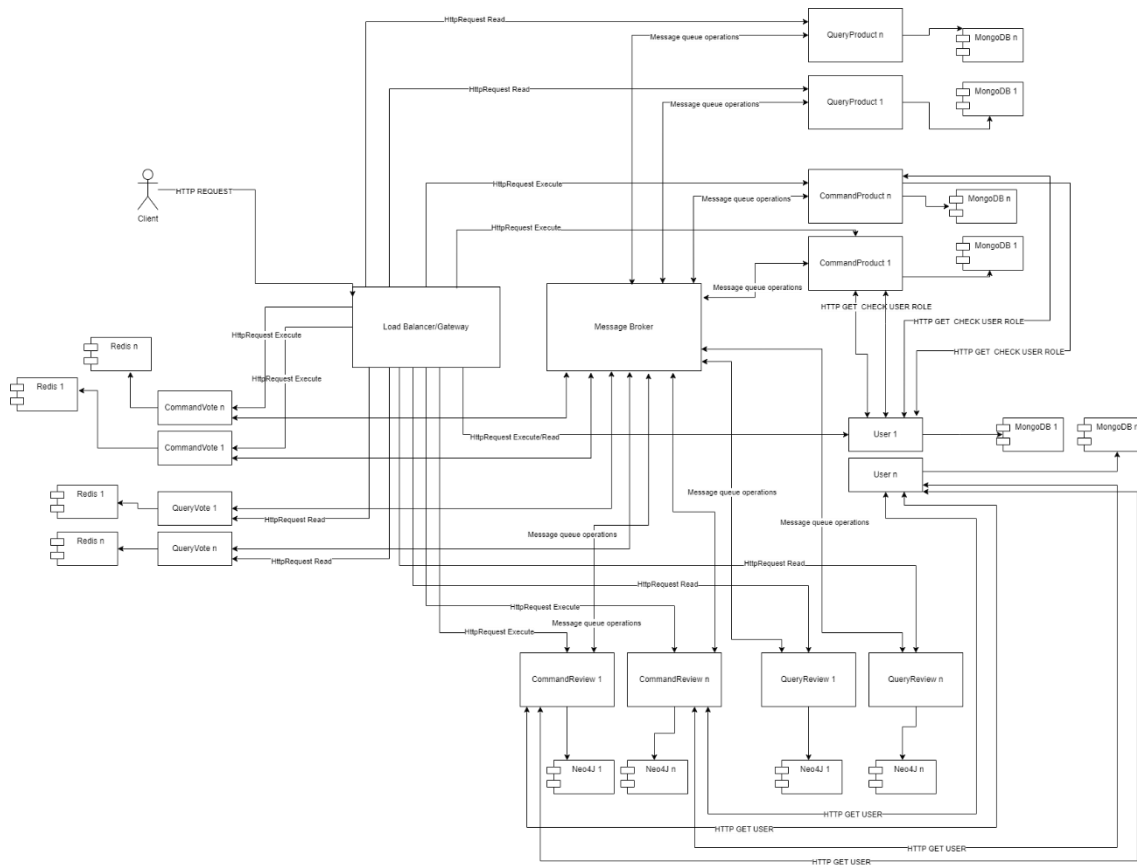 HttpRequest Read
QueryProduct n
MongoDB n
Message queue operations
HttpRequest Read
QueryProduct 1
MongoDB 1
Message queue operations
HTTP REQUEST
Client
HttpRequest Execute
CommandProduct n
MongoDB n
Message queue operations
HttpRequest Execute
CommandProduct 1
MongoDB 1
Message queue operations
HTTP GET  CHECK USER ROLE
HTTP GET  CHECK USER ROLE
HTTP GET  CHECK USER ROLE
Load Balancer/Gateway
Message Broker
HttpRequest Execute
Redis n
HttpRequest Execute
Redis 1
CommandVote n
CommandVote 1
HttpRequest Execute/Read
User 1
MongoDB 1
MongoDB n
User n
Message queue operations
Redis 1
QueryVote 1
HttpRequest Read
Message queue operations
Message queue operations
Redis n
QueryVote n
HttpRequest Read
HttpRequest Read
HttpRequest Read
HttpRequest Execute
Message queue operations
HttpRequest Execute
CommandReview 1
CommandReview n
QueryReview 1
QueryReview n
Neo4J 1
Neo4J n
Neo4J 1
Neo4J n
HTTP GET USER
HTTP GET USER
HTTP GET USER
HTTP GET USER